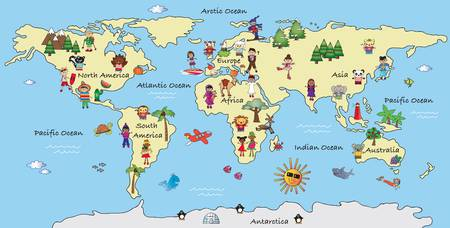 Arctic Ocean
North America
Europe
Asia
Atlantic Ocean
Africa
Pacific Ocean
Pacific Ocean
South
America
Indian Ocean
Australia
Antarctica